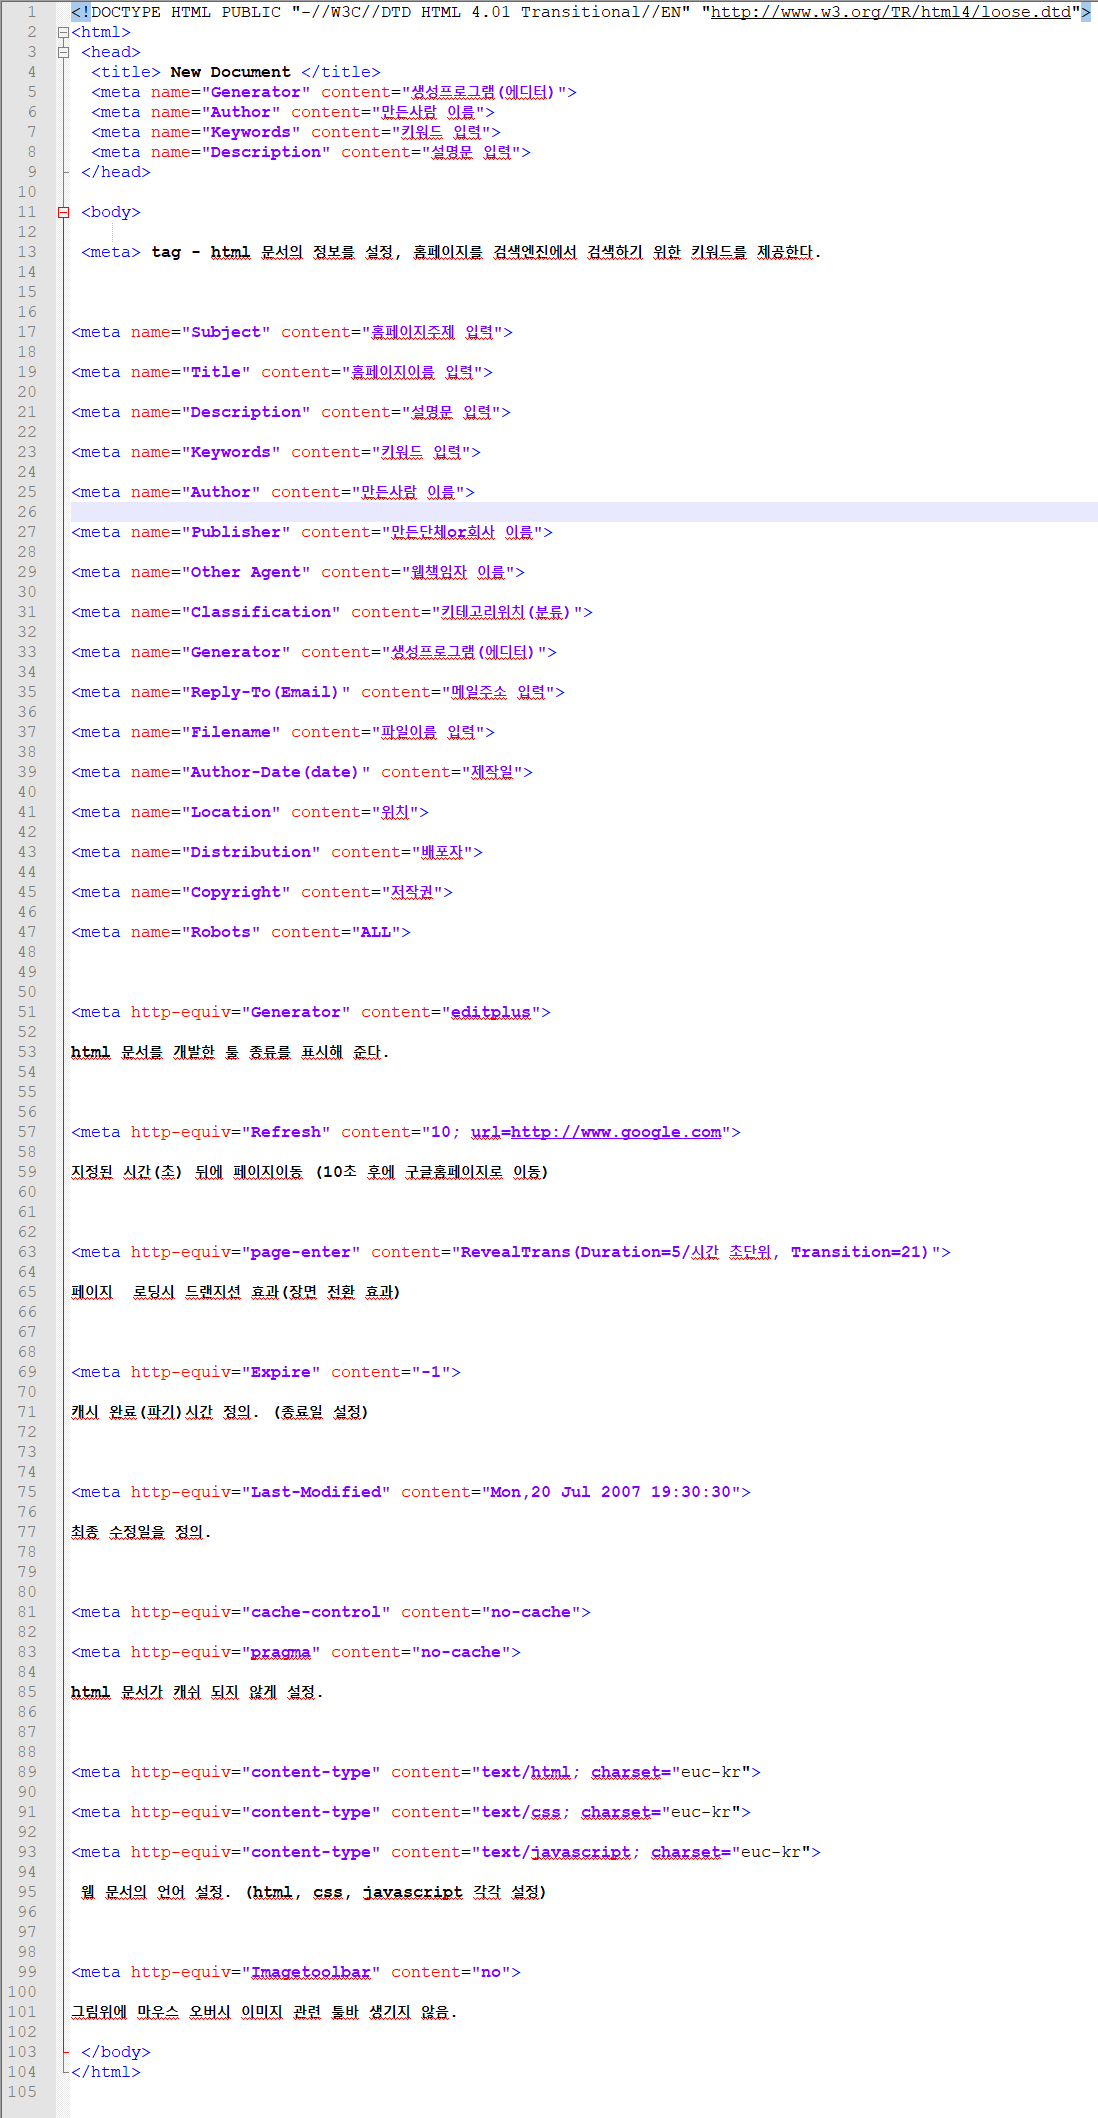 1 <!DOCTYPE HTML PUBLIC "-//W3C//DTD HTML 4.01 Transitional//EN" "http://www.w3.org/TR/html4/loose.dtd">
2 <html>
3 <head>
4 <title> New Document </title>
5 <meta name="Generator" content="생성프로그램(에디터)">
6 <meta name="Author" content="만든사람 이름">
7 <meta name="Keywords" content="키워드 입력">
8 <meta name="Description" content="설명문 입력">
9 </head>
10
11 <body>
12
13 <meta> tag - html 문서의 정보를 설정, 홈페이지를 검색엔진에서 검색하기 위한 키워드를 제공한다.
14
15
16
17 <meta name="Subject" content="홈페이지주제 입력">
18
19 <meta name="Title" content="홈페이지이름 입력">
20
21 <meta name="Description" content="설명문 입력">
22
23 <meta name="Keywords" content="키워드 입력">
24
25 <meta name="Author" content="만든사람 이름">
26
27 <meta name="Publisher" content="만든단체or회사 이름">
28
29 <meta name="Other Agent" content="웹책임자 이름">
30
31 <meta name="Classification" content="키테고리위치(분류)">
32
33 <meta name="Generator" content="생성프로그램(에디터)">
34
35 <meta name="Reply-To(Email)" content="메일주소 입력">
36
37 <meta name="Filename" content="파일이름 입력">
38
39 <meta name="Author-Date(date)" content="제작일">
40
41 <meta name="Location" content="위치">
42
43 <meta name="Distribution" content="배포자">
44
45 <meta name="Copyright" content="저작권">
46
47 <meta name="Robots" content="ALL">
48
49
50
51 <meta http-equiv="Generator" content="editplus">
52
53 html 문서를 개발한 툴 종류를 표시해 준다.
54
55
56
57 <meta http-equiv="Refresh" content="10; url=http://www.google.com">
58
59 지정된 시간(초) 뒤에 페이지이동 (10초 후에 구글홈페이지로 이동)
60
61
62
63 <meta http-equiv="page-enter" content="RevealTrans(Duration=5/시간 초단위, Transition=21)">
64
65 페이지 로딩시 드랜지션 효과(장면 전환 효과)
66
67
68
69 <meta http-equiv="Expire" content="-1">
70
71 캐시 완료(파기)시간 정의. (종료일 설정)
72
73
74
75 <meta http-equiv="Last-Modified" content="Mon,20 Jul 2007 19:30:30">
76
77 최종 수정일을 정의.
78
79
80
81 <meta http-equiv="cache-control" content="no-cache">
82
83 <meta http-equiv="pragma" content="no-cache">
84
85 html 문서가 캐쉬 되지 않게 설정.
86
87
88
89 <meta http-equiv="content-type" content="text/html; charset="euc-kr">
90
91 <meta http-equiv="content-type" content="text/css; charset="euc-kr">
92
93 <meta http-equiv="content-type" content="text/javascript; charset="euc-kr">
94
95 웹 문서의 언어 설정. (html, css, javascript 각각 설정)
96
97
98
99 <meta http-equiv="Imagetoolbar" content="no">
100
101 그림위에 마우스 오버시 이미지 관련 툴바 생기지 않음.
102
103 </body>
104 </html>
105